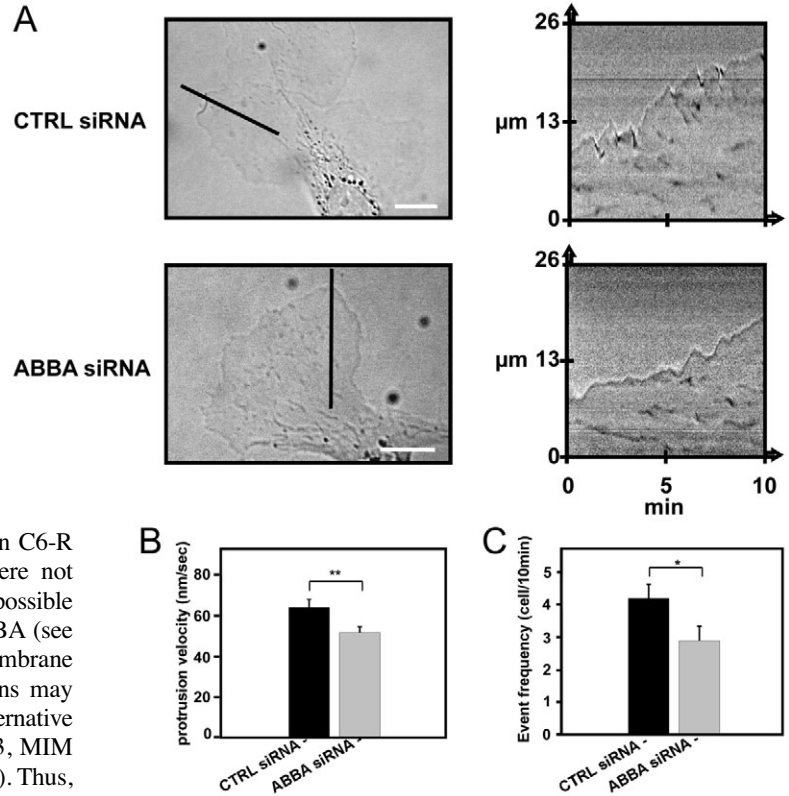 A
CTRL siRNA
26
µm 13
0
ABBA siRNA
26
µm 13
0
0 5 10
min
n C6-R
ere not
possible
BA (see
mbrane
ns may
ernative
3, MIM
). Thus,
B
protrusion velocity (nm/sec)
80
60
40
20
0
**
CTRL siRNA -
ABBA siRNA -
C
Event frequency (cell/10min)
5
4
3
2
1
0
*
CTRL siRNA -
ABBA siRNA -